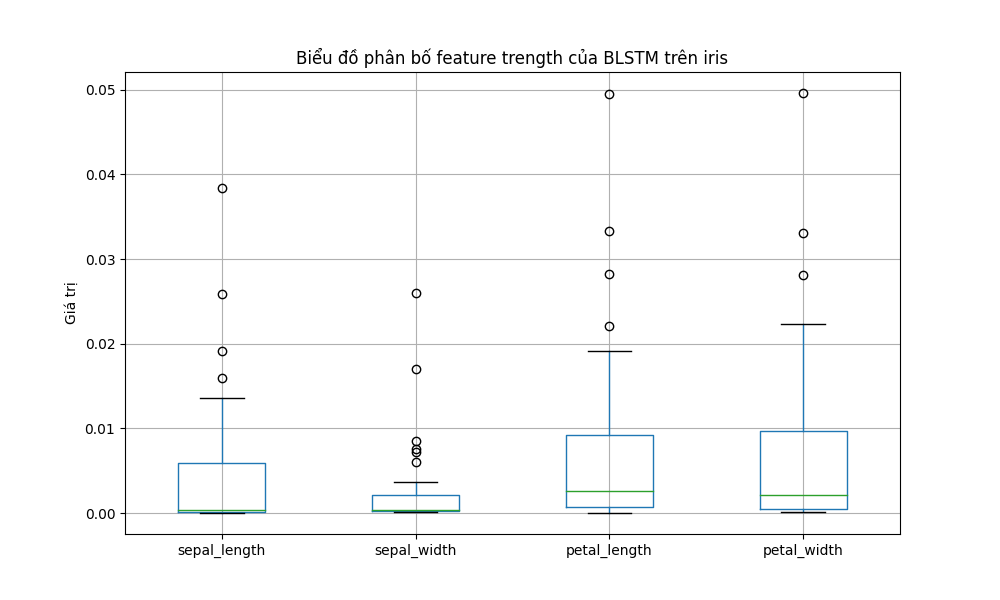 Biểu đồ phân bố feature trength của BLSTM trên iris
0.05
0.04
0.03
0.02
0.01
0.00
Giá trị
sepal_length sepal_width petal_length petal_width